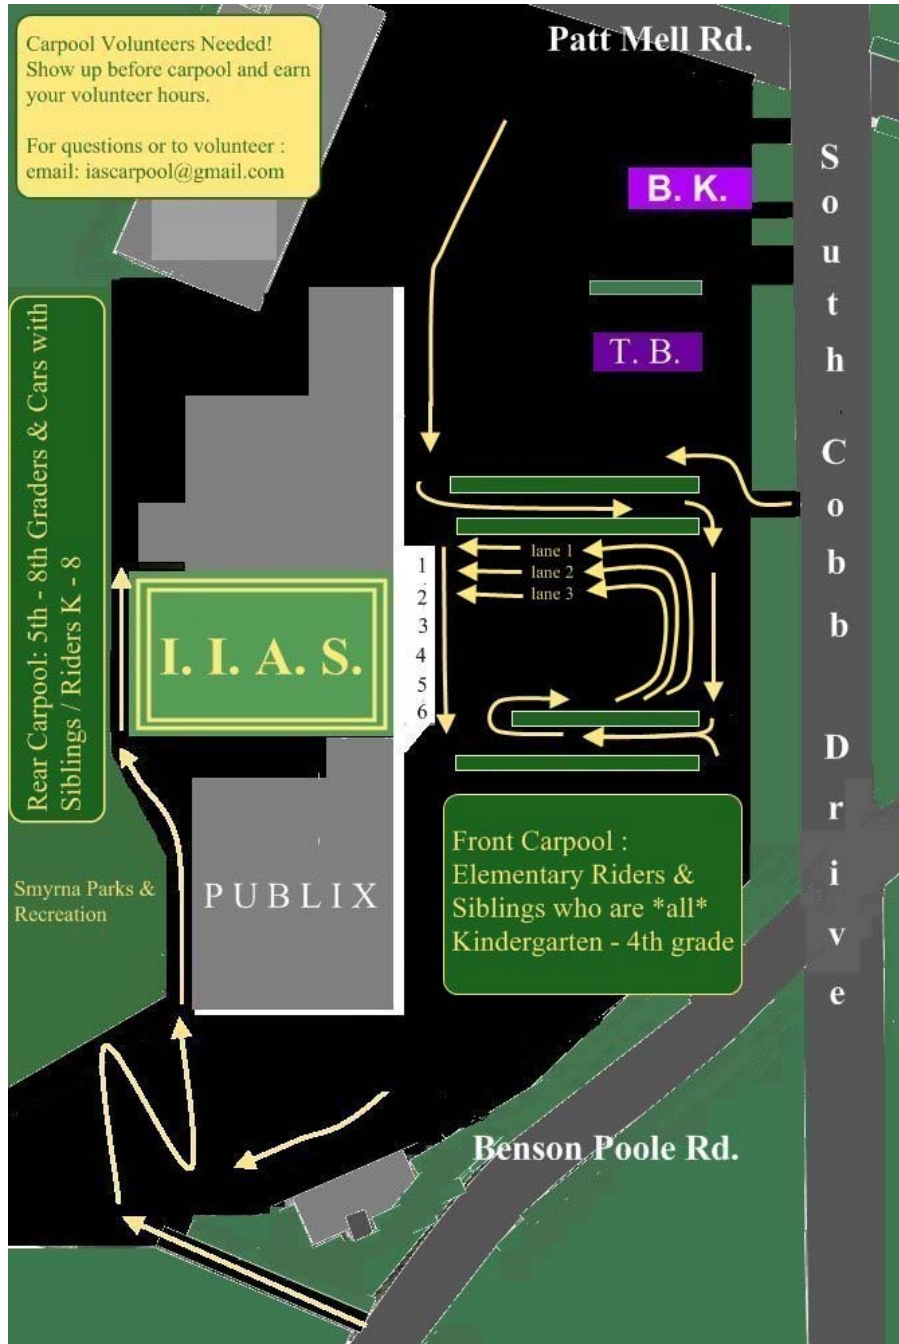 Carpool Volunteers Needed!
Show up before carpool and earn
your volunteer hours.
For questions or to volunteer :
email: iascarpool@gmail.com
Patt Mell Rd.
B. K.
T. B.
South Cobb Drive
Rear Carpool: 5th - 8th Graders & Cars with
Siblings / Riders K - 8
lane 1
lane 2
lane 3
1
2
3
4
5
6
I. I. A. S.
PUBLIX
Smyrna Parks &
Recreation
Front Carpool :
Elementary Riders &
Siblings who are *all*
Kindergarten - 4th grade
Benson Poole Rd.